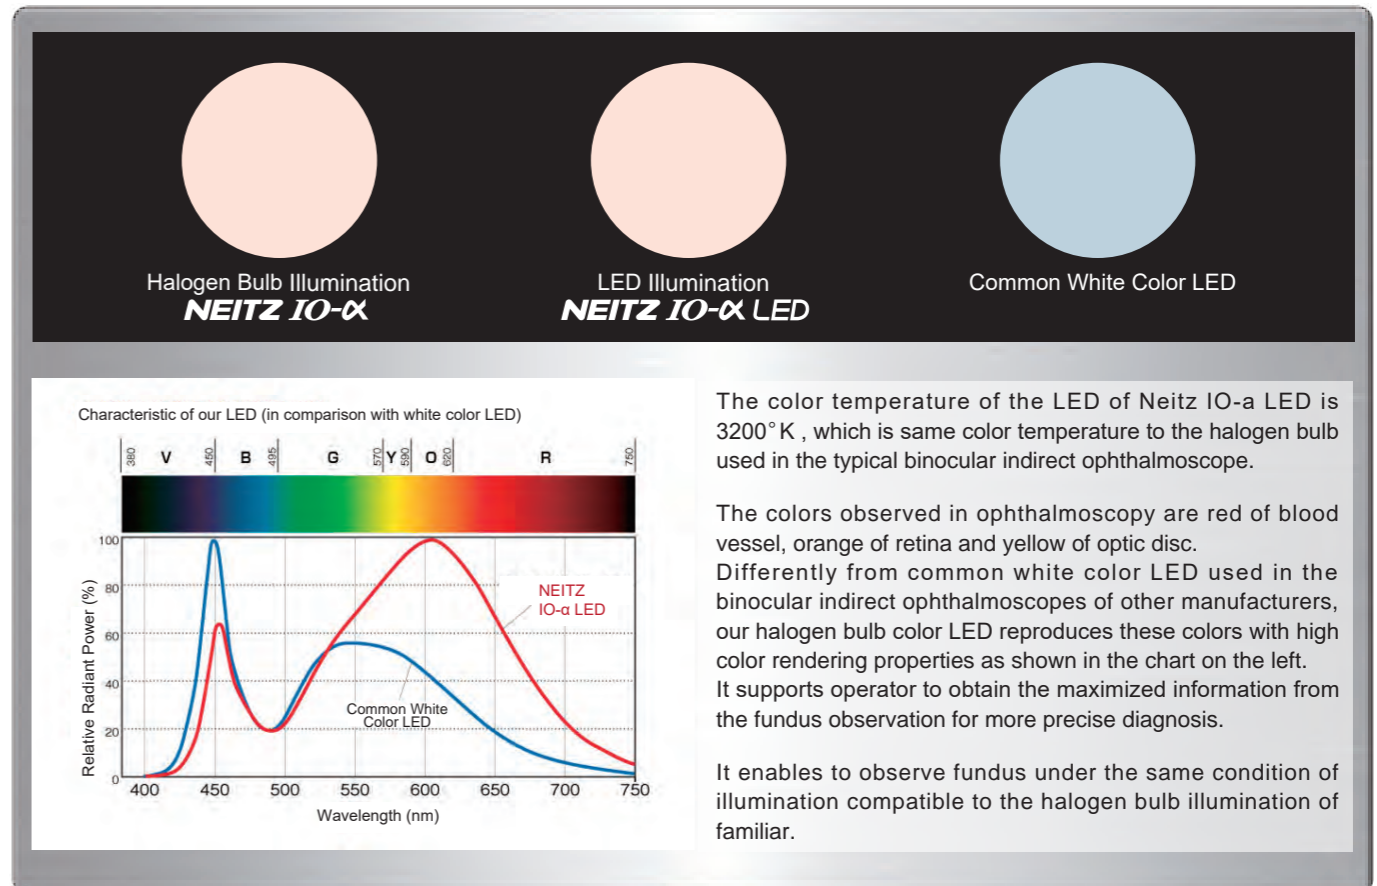 Halogen Bulb Illumination
NEITZ IO-α
LED Illumination
NEITZ IO-α LED
Common White Color LED
Characteristic of our LED (in comparison with white color LED)
380 V 450 B 495 G 570 Y 590 O 620 R 750
Relative Radiant Power (%)
100
80
60
40
20
0
NEITZ
IO-α LED
Common White
Color LED
400 450 500 550 600 650 700 750
Wavelength (nm)
The color temperature of the LED of Neitz IO-a LED is
3200°K , which is same color temperature to the halogen bulb
used in the typical binocular indirect ophthalmoscope.
The colors observed in ophthalmoscopy are red of blood
vessel, orange of retina and yellow of optic disc.
Differently from common white color LED used in the
binocular indirect ophthalmoscopes of other manufacturers,
our halogen bulb color LED reproduces these colors with high
color rendering properties as shown in the chart on the left.
It supports operator to obtain the maximized information from
the fundus observation for more precise diagnosis.
It enables to observe fundus under the same condition of
illumination compatible to the halogen bulb illumination of
familiar.